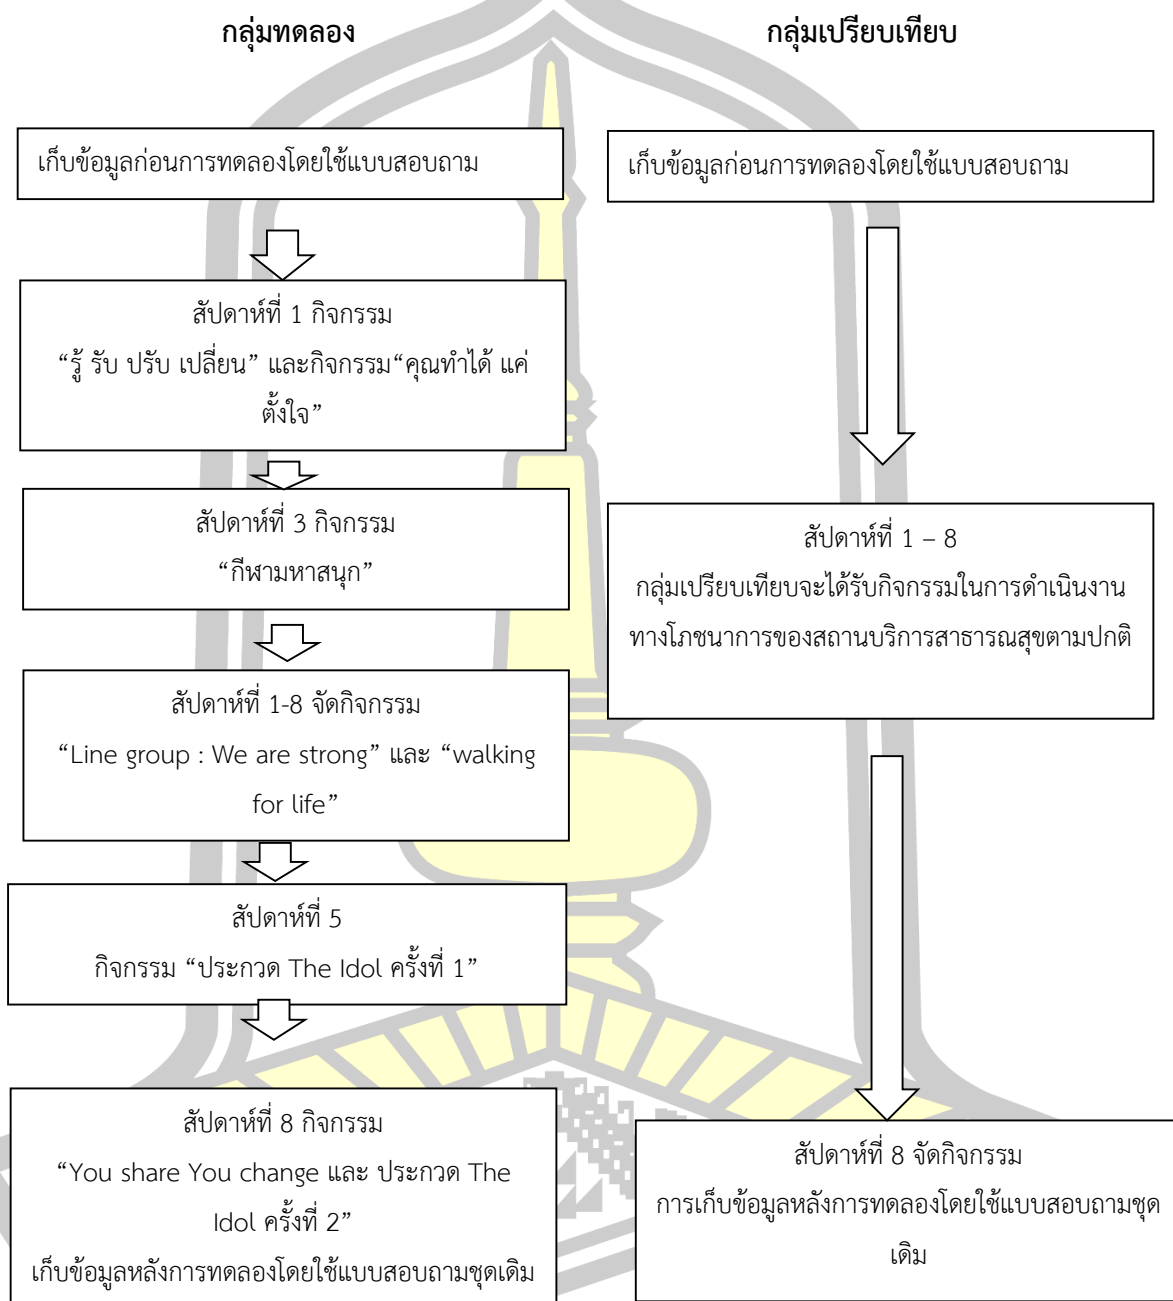 กลุ่มทดลอง
กลุ่มเปรียบเทียบ
เก็บข้อมูลก่อนการทดลองโดยใช้แบบสอบถาม
เก็บข้อมูลก่อนการทดลองโดยใช้แบบสอบถาม
สัปดาห์ที่ 1 กิจกรรม
“รู้ รับ ปรับ เปลี่ยน” และกิจกรรม“คุณทำได้ แค่
ตั้งใจ”
สัปดาห์ที่ 3 กิจกรรม
“กีฬามหาสนุก”
สัปดาห์ที่ 1-8 จัดกิจกรรม
“Line group : We are strong” และ “walking
for life”
สัปดาห์ที่ 5
กิจกรรม “ประกวด The Idol ครั้งที่ 1”
สัปดาห์ที่ 8 กิจกรรม
“You share You change และ ประกวด The
Idol ครั้งที่ 2”
เก็บข้อมูลหลังการทดลองโดยใช้แบบสอบถามชุดเดิม
สัปดาห์ที่ 1 – 8
กลุ่มเปรียบเทียบจะได้รับกิจกรรมในการดำเนินงาน
ทางโภชนาการของสถานบริการสาธารณสุขตามปกติ
สัปดาห์ที่ 8 จัดกิจกรรม
การเก็บข้อมูลหลังการทดลองโดยใช้แบบสอบถามชุด
เดิม